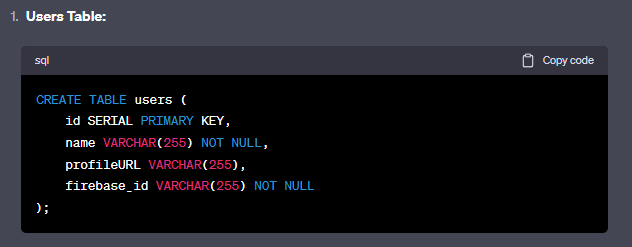 1. Users Table:
sql
Copy code
CREATE TABLE users (
    id SERIAL PRIMARY KEY,
    name VARCHAR(255) NOT NULL,
    profileURL VARCHAR(255),
    firebase_id VARCHAR(255) NOT NULL
);